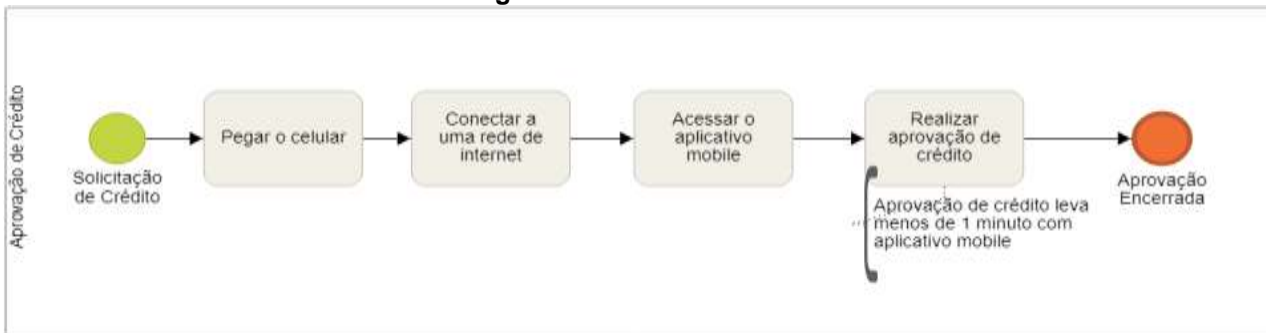 Aprovação de Crédito
Solicitação
de Crédito
Pegar o celular
Conectar a
uma rede de
internet
Acessar o
aplicativo
mobile
Realizar
aprovação de
crédito
Aprovação de crédito leva
menos de 1 minuto com
aplicativo mobile
Aprovação
Encerrada